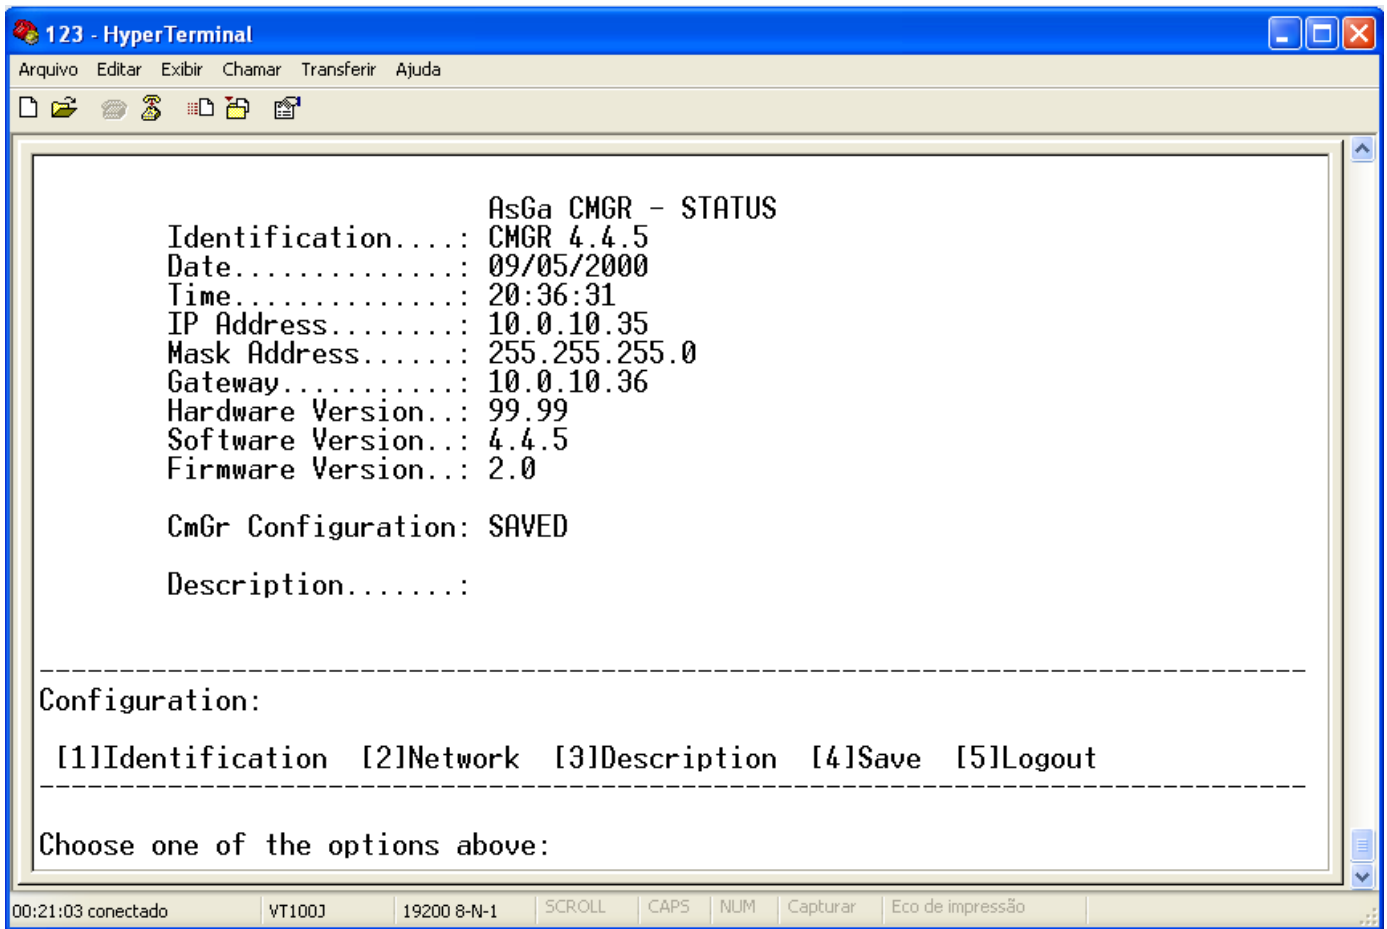 123 - HyperTerminal
Arquivo Editar Exibir Chamar Transferir Ajuda
AsGa CMGR - STATUS
Identification....: CMGR 4.4.5
Date..............: 09/05/2000
Time..............: 20:36:31
IP Address........: 10.0.10.35
Mask Address......: 255.255.255.0
Gateway...........: 10.0.10.36
Hardware Version..: 99.99
Software Version..: 4.4.5
Firmware Version..: 2.0
CmGr Configuration: SAVED
Description.......:
-------------------------------------------------------------------------------
Configuration:
[1]Identification [2]Network [3]Description [4]Save [5]Logout
-------------------------------------------------------------------------------
Choose one of the options above:
00:21:03 conectado VT100J 19200 8-N-1 SCROLL CAPS NUM Capturar Eco de impressão